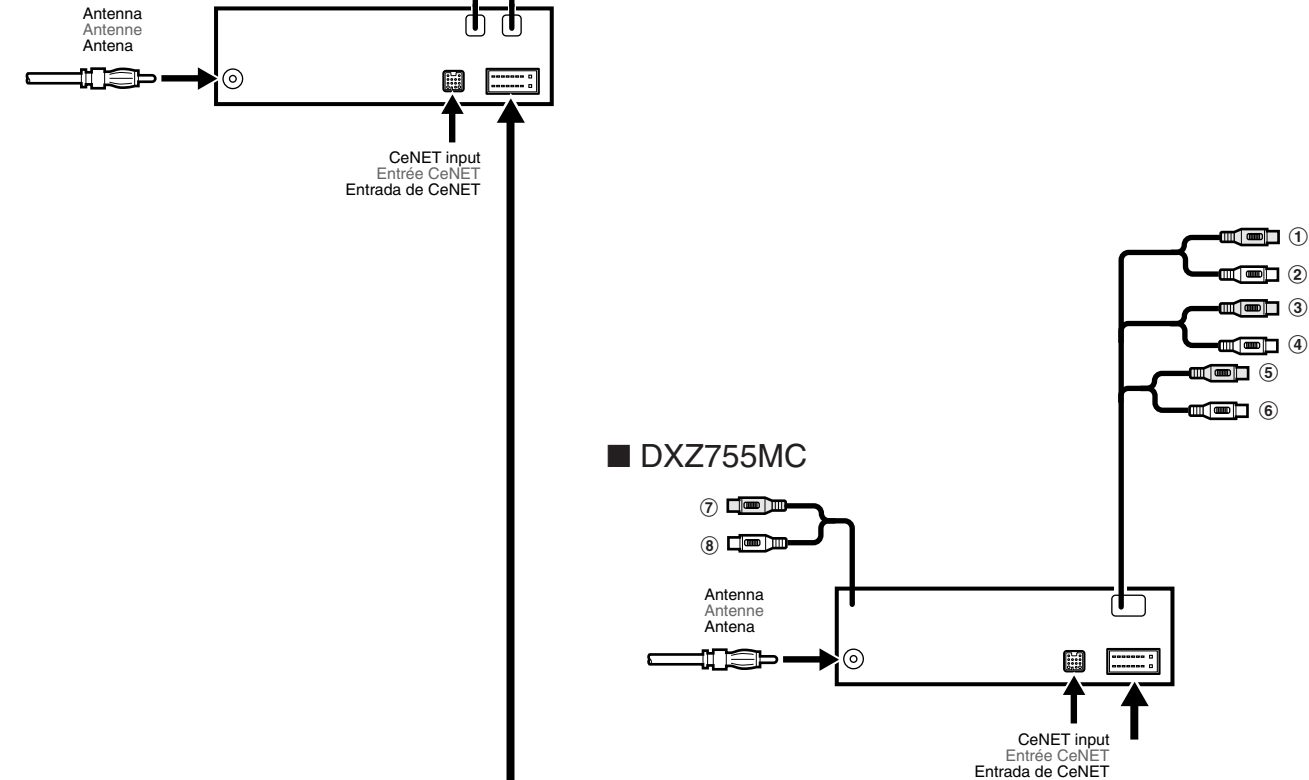 Antenna
Antenne
Antena
CeNET input
Entrée CeNET
Entrada de CeNET
①
②
③
④
⑤
⑥
■ DXZ755MC
⑦
⑧
Antenna
Antenne
Antena
CeNET input
Entrée CeNET
Entrada de CeNET